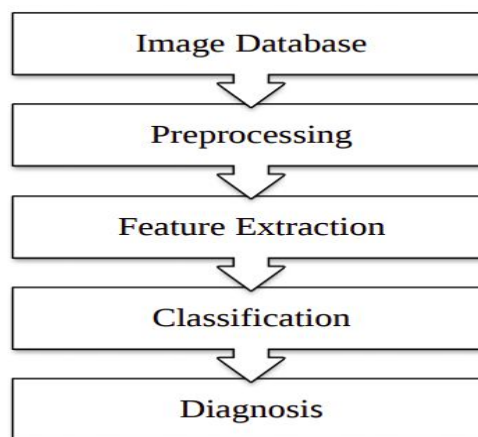 Image Database
Preprocessing
Feature Extraction
Classification
Diagnosis